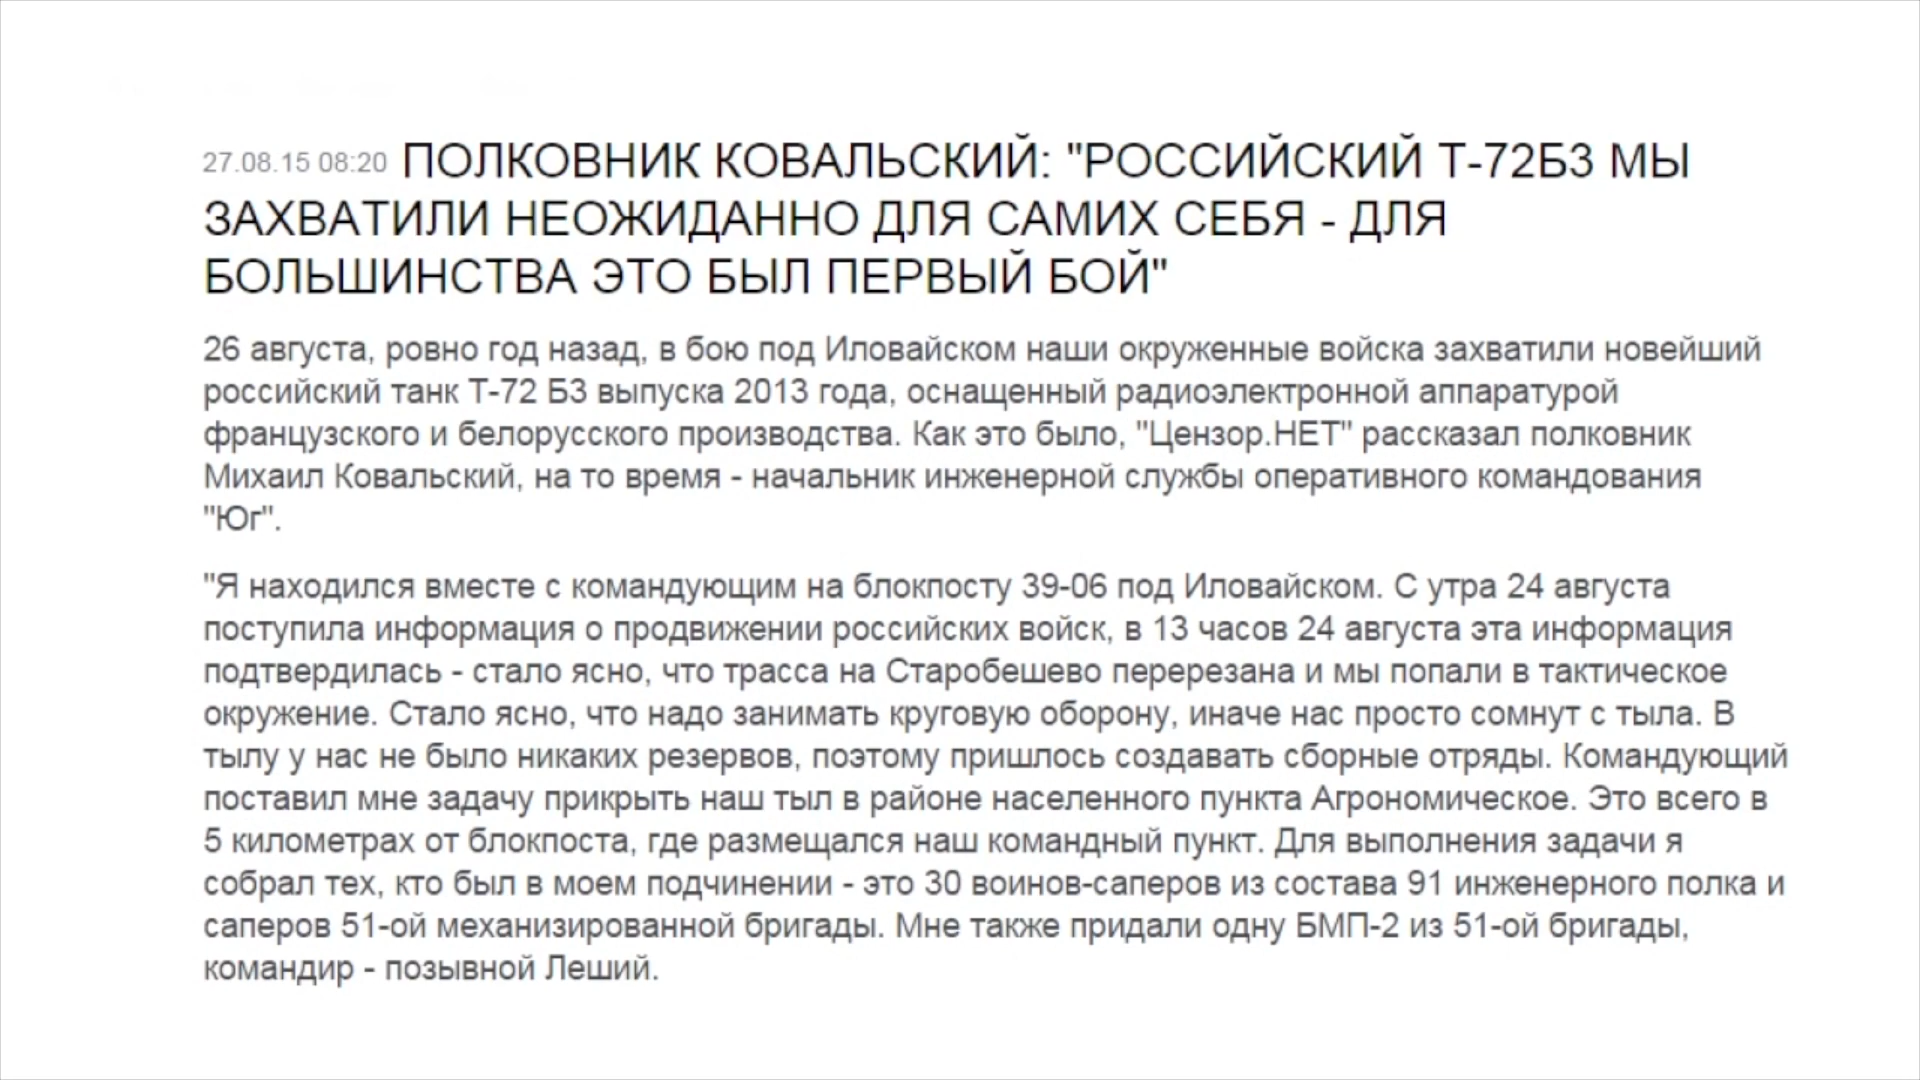 27.08.15 08:20 ПОЛКОВНИК КОВАЛЬСКИЙ: "РОССИЙСКИЙ Т-72Б3 МЫ
ЗАХВАТИЛИ НЕОЖИДАННО ДЛЯ САМИХ СЕБЯ - ДЛЯ
БОЛЬШИНСТВА ЭТО БЫЛ ПЕРВЫЙ БОЙ"
26 августа, ровно год назад, в бою под Иловайском наши окруженные войска захватили новейший
российский танк Т-72 Б3 выпуска 2013 года, оснащенный радиоэлектронной аппаратурой
французского и белорусского производства. Как это было, "Цензор.НЕТ" рассказал полковник
Михаил Ковальский, на то время - начальник инженерной службы оперативного командования
"Юг".
"Я находился вместе с командующим на блокпосту 39-06 под Иловайском. С утра 24 августа
поступила информация о продвижении российских войск, в 13 часов 24 августа эта информация
подтвердилась - стало ясно, что трасса на Старобешево перерезана и мы попали в тактическое
окружение. Стало ясно, что надо занимать круговую оборону, иначе нас просто сомнут с тыла. В
тылу у нас не было никаких резервов, поэтому пришлось создавать сборные отряды. Командующий
поставил мне задачу прикрыть наш тыл в районе населенного пункта Агрономическое. Это всего в
5 километрах от блокпоста, где размещался наш командный пункт. Для выполнения задачи я
собрал тех, кто был в моем подчинении - это 30 воинов-саперов из состава 91 инженерного полка и
саперов 51-ой механизированной бригады. Мне также придали одну БМП-2 из 51-ой бригады,
командир - позывной Леший.